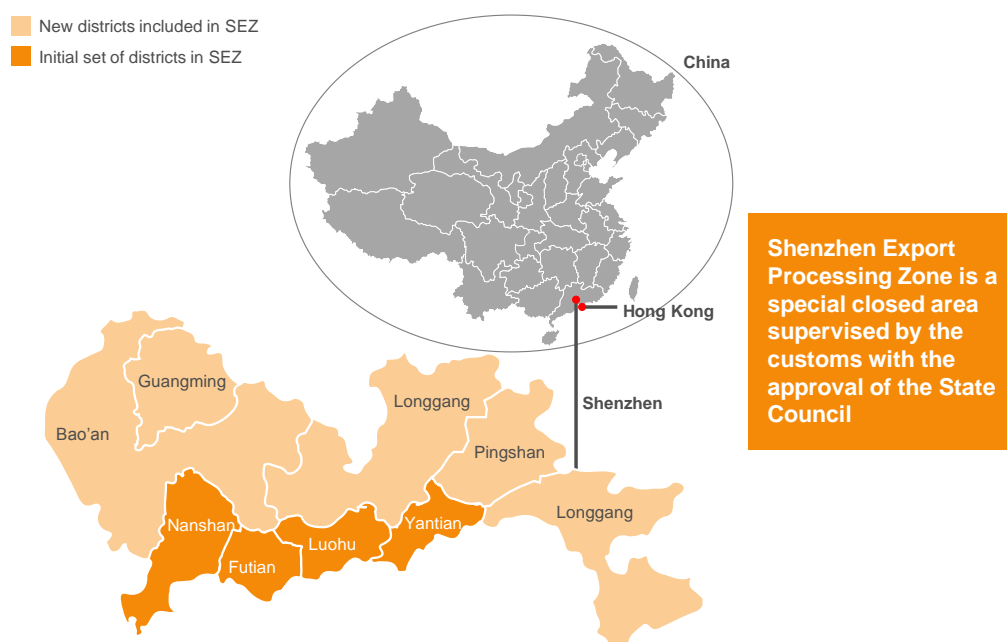 New districts included in SEZ
Initial set of districts in SEZ
China
Hong Kong
Shenzhen
Shenzhen Export
Processing Zone is a
special closed area
supervised by the
customs with the
approval of the State
Council
Guangming
Bao’an
Longgang
Pingshan
Longgang
Nanshan
Futian
Luohu
Yantian